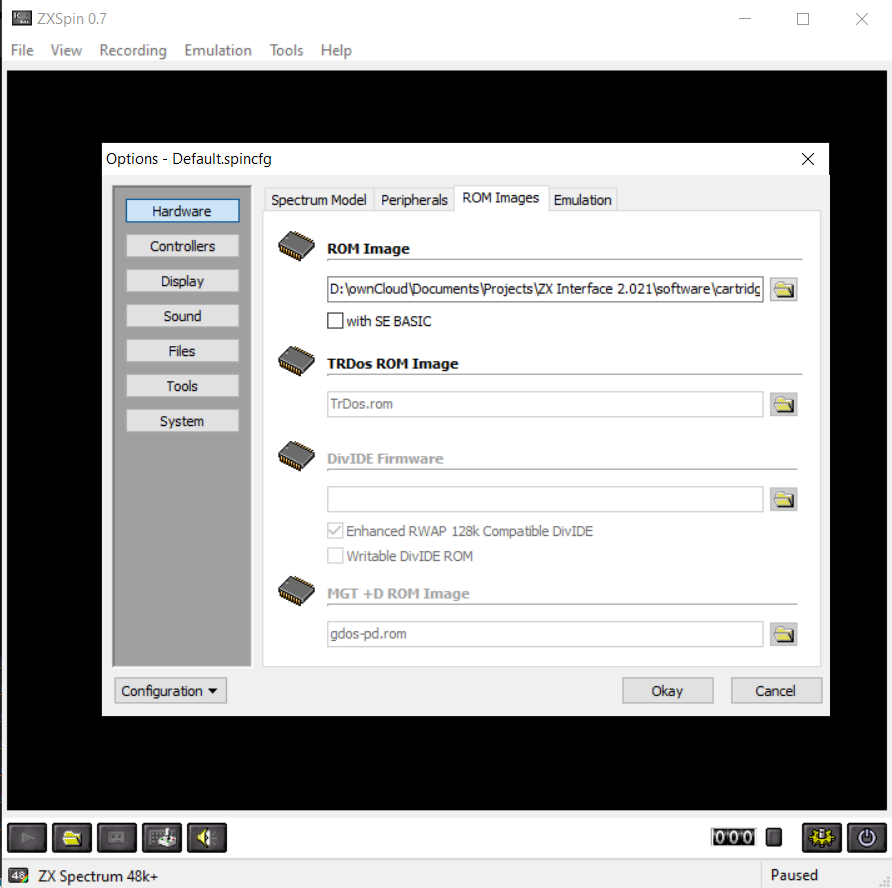 ZXSpin 0.7
File View Recording Emulation Tools Help
Options - Default.spincfg
Hardware
Controllers
Display
Sound
Files
Tools
System
Spectrum Model Peripherals ROM Images Emulation
ROM Image
D:\ownCloud\Documents\Projects\ZX Interface 2.021\software\cartridg
with SE BASIC
TRDos ROM Image
TrDos.rom
DivIDE Firmware
Enhanced RWAP 128k Compatible DivIDE
Writable DivIDE ROM
MGT +D ROM Image
gdos-pd.rom
Configuration
Okay
Cancel
000
48 ZX Spectrum 48k+
Paused